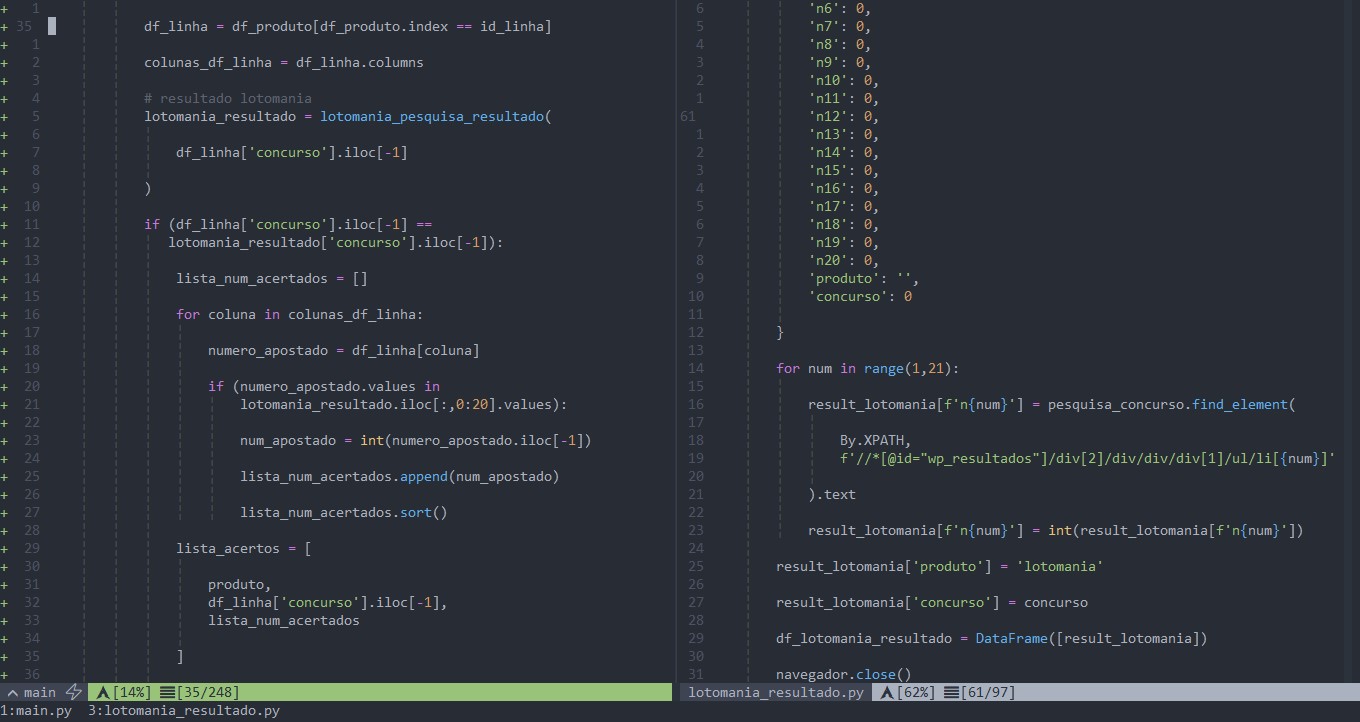 + 1
+ 35 df_linha = df_produto[df_produto.index == id_linha]
+ 1
+ 2 colunas_df_linha = df_linha.columns
+ 3
+ 4 # resultado lotomania
+ 5 lotomania_resultado = lotomania_pesquisa_resultado(
+ 6
+ 7 df_linha['concurso'].iloc[-1]
+ 8
+ 9 )
+ 10
+ 11 if (df_linha['concurso'].iloc[-1] ==
+ 12 lotomania_resultado['concurso'].iloc[-1]):
+ 13
+ 14 lista_num_acertados = []
+ 15
+ 16 for coluna in colunas_df_linha:
+ 17
+ 18 numero_apostado = df_linha[coluna]
+ 19
+ 20 if (numero_apostado.values in
+ 21 lotomania_resultado.iloc[:,0:20].values):
+ 22
+ 23 num_apostado = int(numero_apostado.iloc[-1])
+ 24
+ 25 lista_num_acertados.append(num_apostado)
+ 26
+ 27 lista_num_acertados.sort()
+ 28
+ 29 lista_acertos = [
+ 30
+ 31 produto,
+ 32 df_linha['concurso'].iloc[-1],
+ 33 lista_num_acertados
+ 34
+ 35 ]
+ 36
main [14%] [35/248]
6 'n6': 0,
5 'n7': 0,
4 'n8': 0,
3 'n9': 0,
2 'n10': 0,
1 'n11': 0,
61 'n12': 0,
1 'n13': 0,
2 'n14': 0,
3 'n15': 0,
4 'n16': 0,
5 'n17': 0,
6 'n18': 0,
7 'n19': 0,
8 'n20': 0,
9 'produto': '',
10 'concurso': 0
11
12 }
13
14 for num in range(1,21):
15
16 result_lotomania[f'n{num}'] = pesquisa_concurso.find_element(
17
18 By.XPATH,
19 f'//*[@id="wp_resultados"]/div[2]/div/div/div[1]/ul/li[{num}]'
20
21 ).text
22
23 result_lotomania[f'n{num}'] = int(result_lotomania[f'n{num}'])
24
25 result_lotomania['produto'] = 'lotomania'
26
27 result_lotomania['concurso'] = concurso
28
29 df_lotomania_resultado = DataFrame([result_lotomania])
30
31 navegador.close()
lotomania_resultado.py [62%] [61/97]
1:main.py 3:lotomania_resultado.py